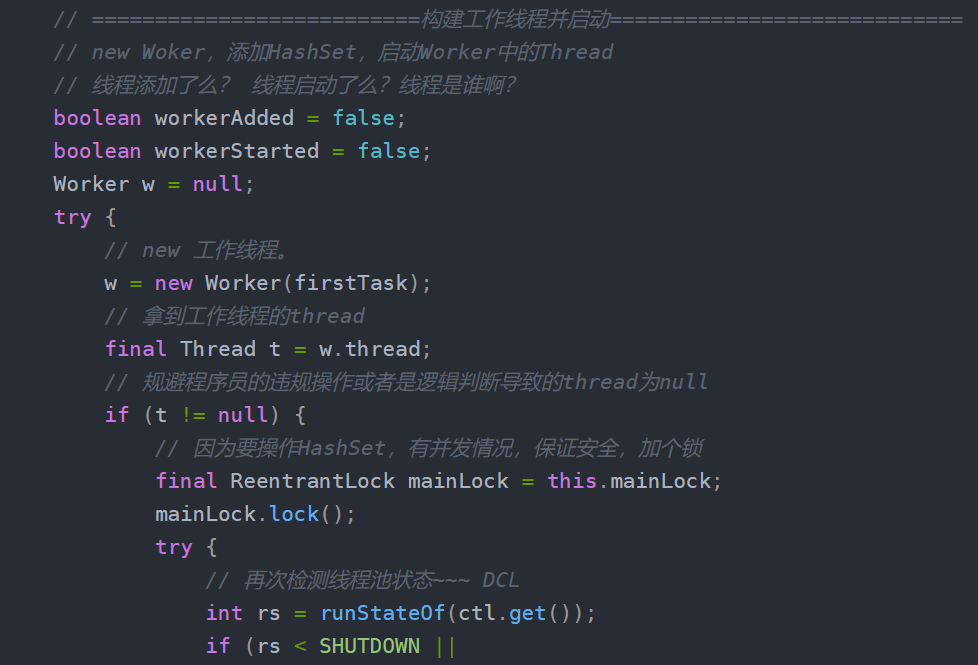 // ==========================构建工作线程并启动============================
// new Woker，添加HashSet，启动Worker中的Thread
// 线程添加了么？ 线程启动了么？线程是谁啊？
boolean workerAdded = false;
boolean workerStarted = false;
Worker w = null;
try {
// new 工作线程。
w = new Worker(firstTask);
// 拿到工作线程的thread
final Thread t = w.thread;
// 规避程序员的违规操作或者是逻辑判断导致的thread为null
if (t != null) {
// 因为要操作HashSet，有并发情况，保证安全，加个锁
final ReentrantLock mainLock = this.mainLock;
mainLock.lock();
try {
// 再次检测线程池状态~~~ DCL
int rs = runStateOf(ctl.get());
if (rs < SHUTDOWN ||